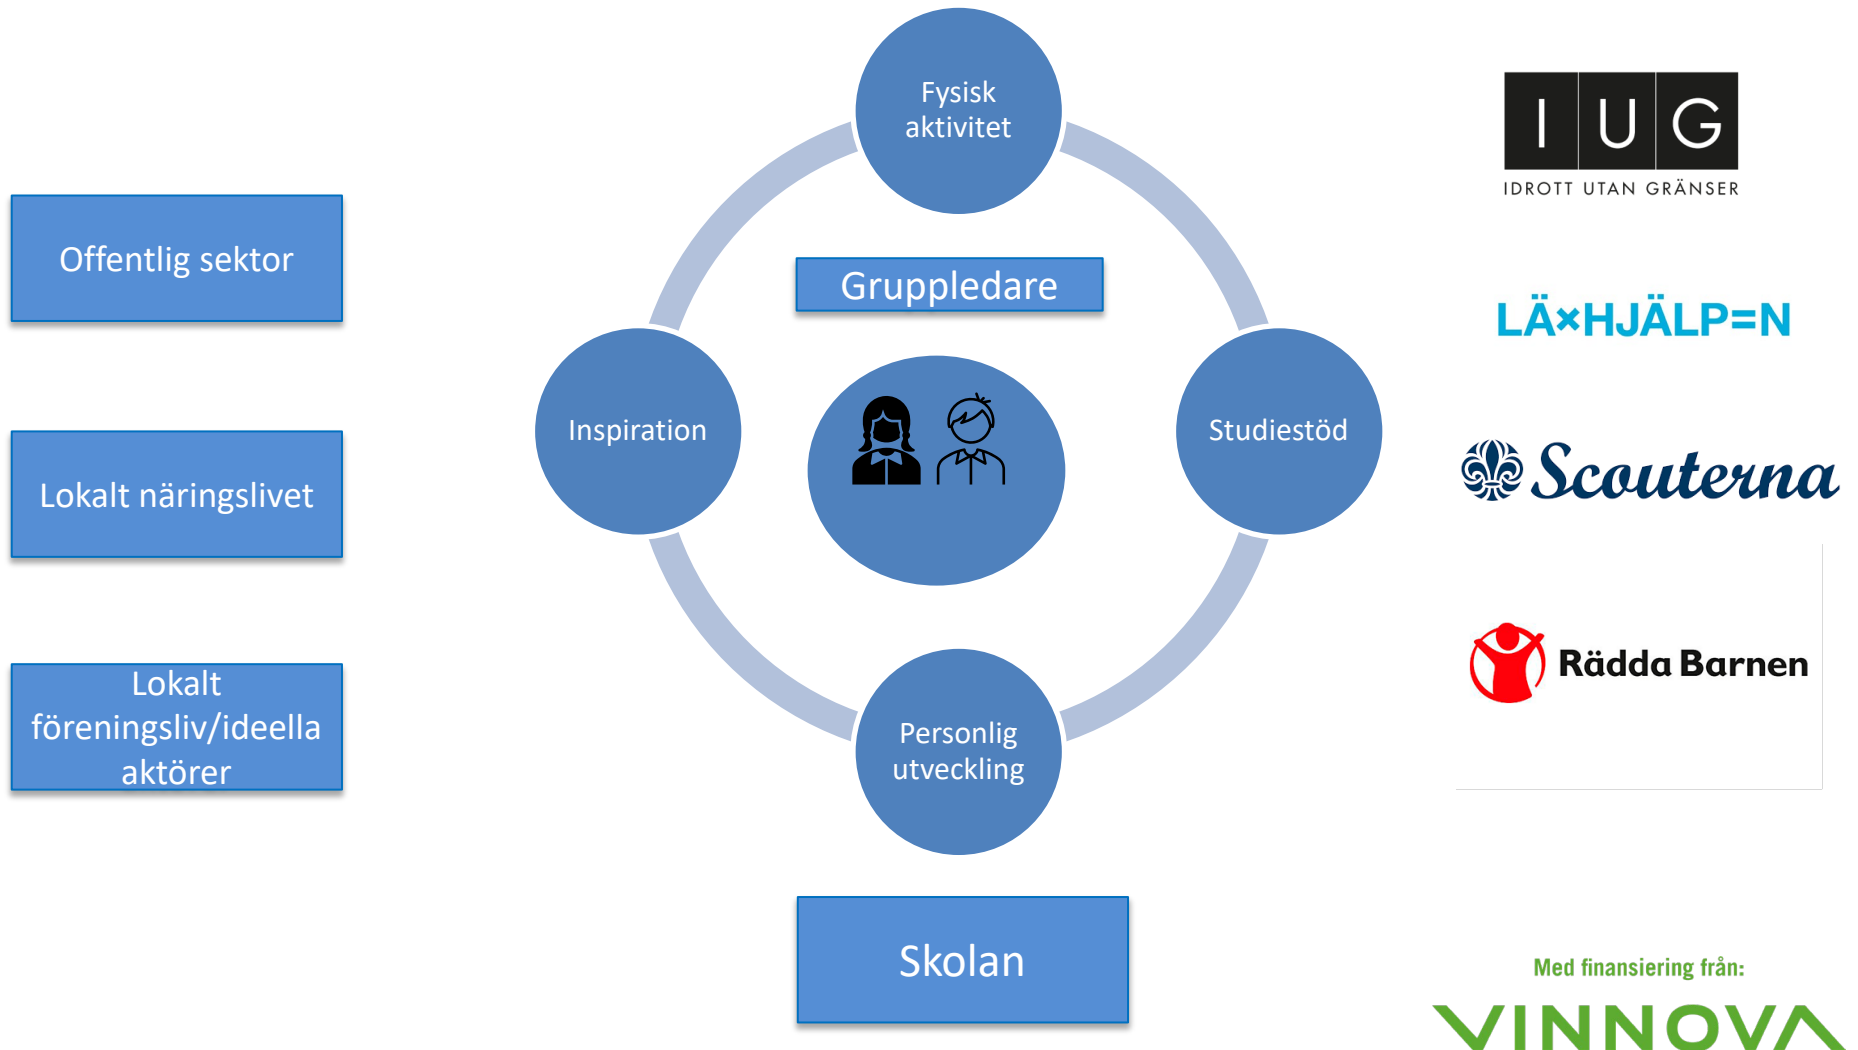 Offentlig sektor
Lokalt näringslivet
Lokalt
föreningsliv/ideella
aktörer
Fysisk
aktivitet
Gruppledare
Inspiration
Studiestöd
Personlig
utveckling
Skolan
IUG
IDROTT UTAN GRÄNSER
LÄ×HJÄLP=N
Scouterna
Rädda Barnen
Med finansiering från:
VINNOVA